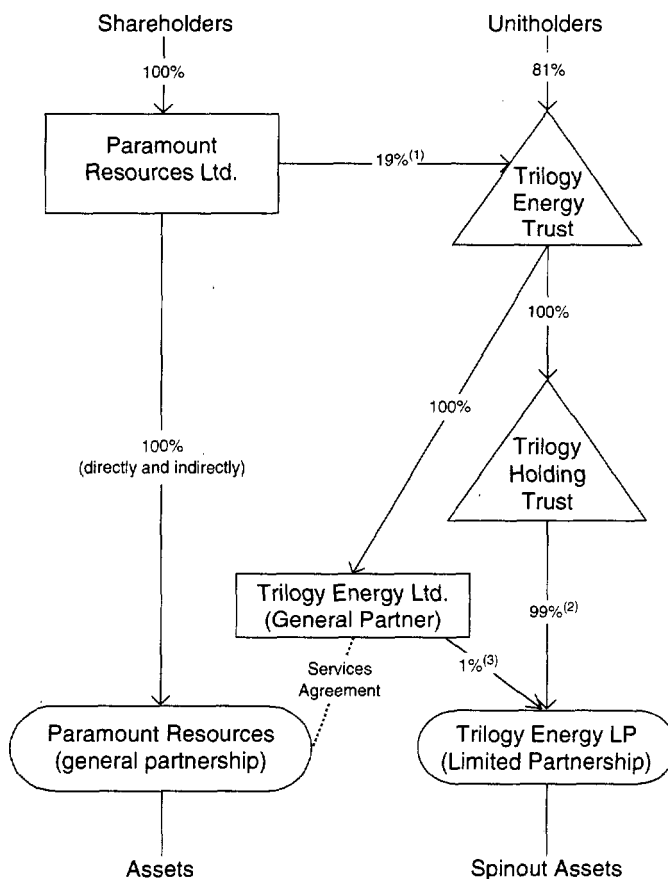 Shareholders
Unitholders
100%
81%
Paramount
Resources Ltd.
19%(1)
Trilogy
Energy
Trust
100%
100%
100%
(directly and indirectly)
Trilogy
Holding
Trust
Trilogy Energy Ltd.
(General Partner)
99%(2)
1%(3)
Services
Agreement
Paramount Resources
(general partnership)
Trilogy Energy LP
(Limited Partnership)
Assets
Spinout Assets